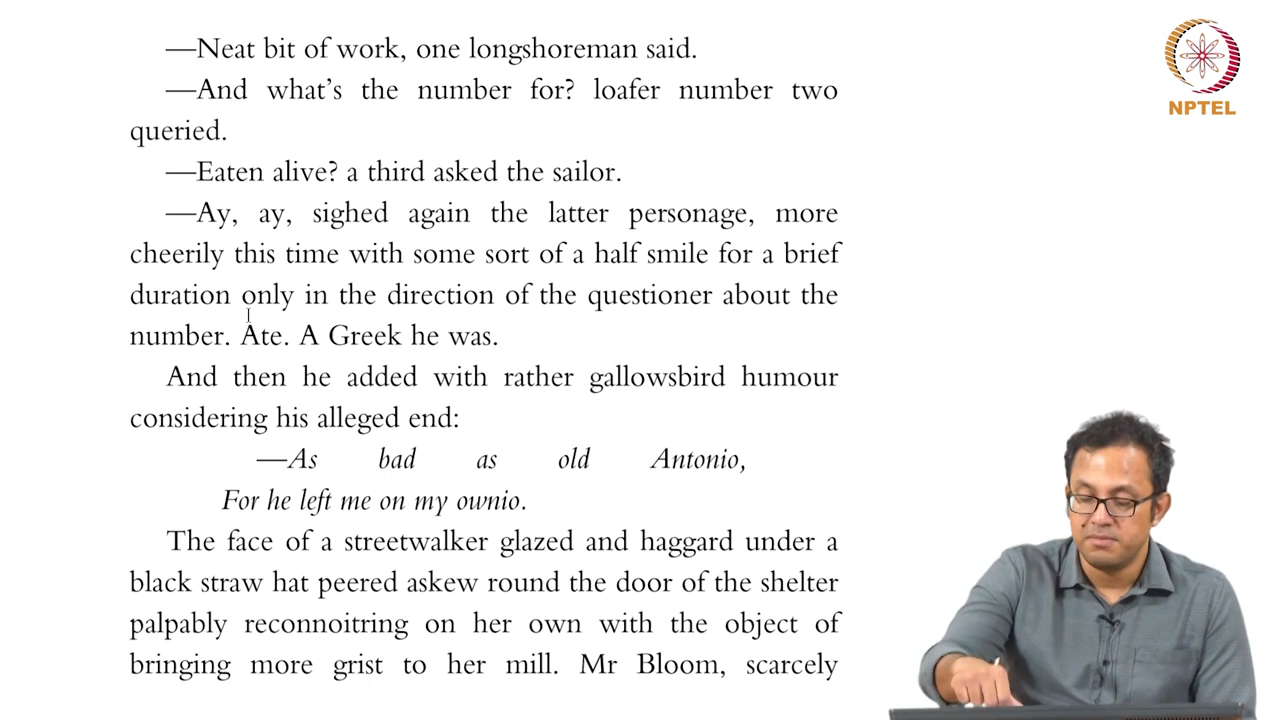 —Neat bit of work, one longshoreman said.
—And what’s the number for? loafer number two
queried.
—Eaten alive? a third asked the sailor.
—Ay, ay, sighed again the latter personage, more
cheerily this time with some sort of a half smile for a brief
duration only in the direction of the questioner about the
number. Ate. A Greek he was.
And then he added with rather gallowsbird humour
considering his alleged end:
—As bad as old Antonio,
For he left me on my ownio.
The face of a streetwalker glazed and haggard under a
black straw hat peered askew round the door of the shelter
palpably reconnoitring on her own with the object of
bringing more grist to her mill. Mr Bloom, scarcely
NPTEL